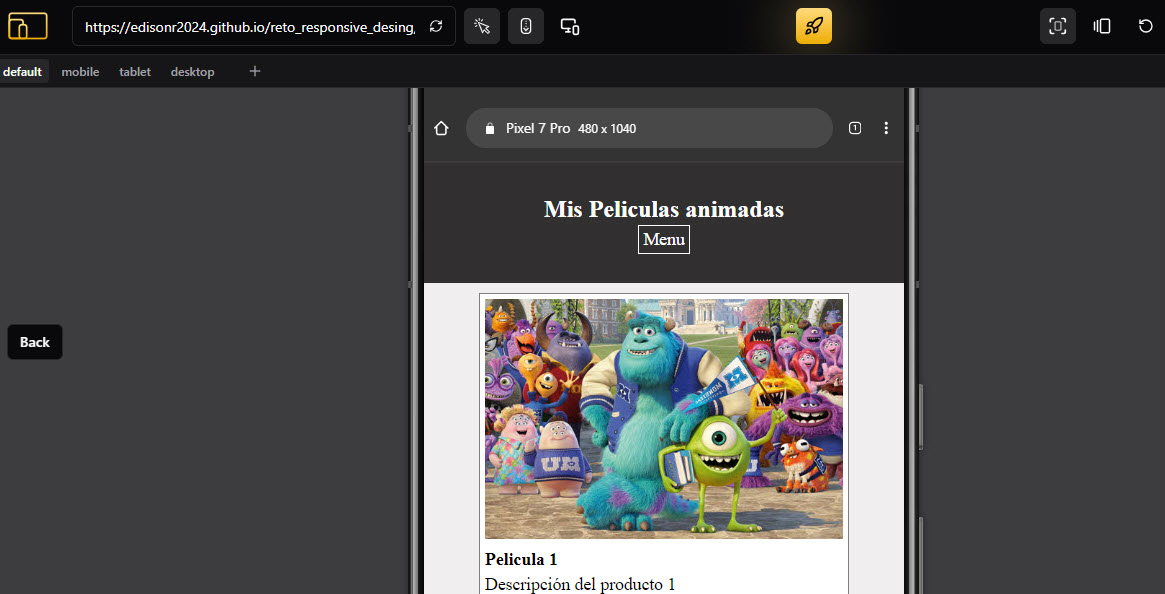 https://edisonr2024.github.io/reto_responsive_desing,
default mobile tablet desktop
Pixel 7 Pro 480 x 1040
1
Mis Peliculas animadas
Menu
Back
UM
Pelicula 1
Descripción del producto 1